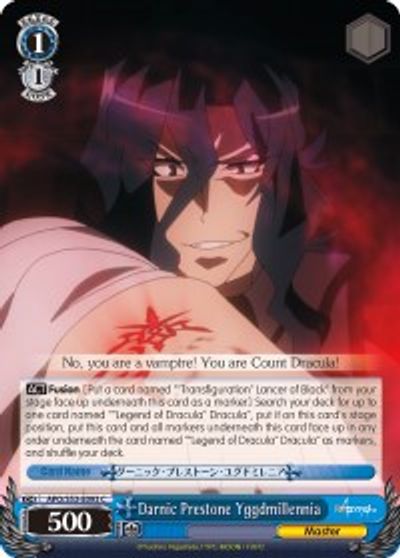 1
1
No, you are a vampire! You are Count Dracula!
ACT Fusion [Put a card named ""Transfiguration" Lancer of Black" from your
stage face up underneath this card as a marker] Search your deck for up to
one card named ""Legend of Dracula" Dracula", put it on this card's stage
position, put this card and all markers underneath this card to any in any
order underneath the card named ""Legend of Dracula" Dracula" as markers,
and shuffle your deck.
Card Name
ダーニック・プレストーン・ユグドミレニア
500
Darnic Prestone Yggdmillennia
Master